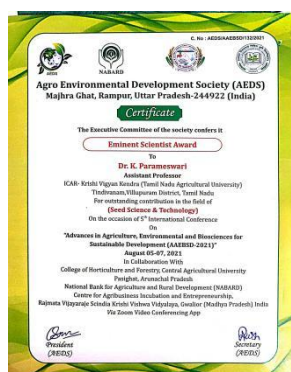 C. No : AEDS/AAEBSD/132/2021
AEDS
NABARD
Agro Environmental Development Society (AEDS)
Majhra Ghat, Rampur, Uttar Pradesh-244922 (India)
Certificate
The Executive Committee of the society confers it
Eminent Scientist Award
To
Dr. K. Parameswari
Assistant Professor
ICAR- Krishi Vigyan Kendra (Tamil Nadu Agricultural University)
Tindivanam, Villupuram District, Tamil Nadu
For outstanding contribution in the field of
(Seed Science & Technology)
On the occasion of 5th International Conference
On
"Advances in Agriculture, Environmental and Biosciences for
Sustainable Development (AAEBSD-2021)"
August 05-07, 2021
In Collaboration With
College of Horticulture and Forestry, Central Agricultural University
Pasighat, Arunachal Pradesh
National Bank for Agriculture and Rural Development (NABARD)
Centre for Agribusiness Incubation and Entrepreneurship,
Rajmata Vijayaraje Scindia Krishi Vishwa Vidyalaya, Gwalior (Madhya Pradesh) India
Via Zoom Video Conferencing App
President
(AEDS)
Secretary
(AEDS)